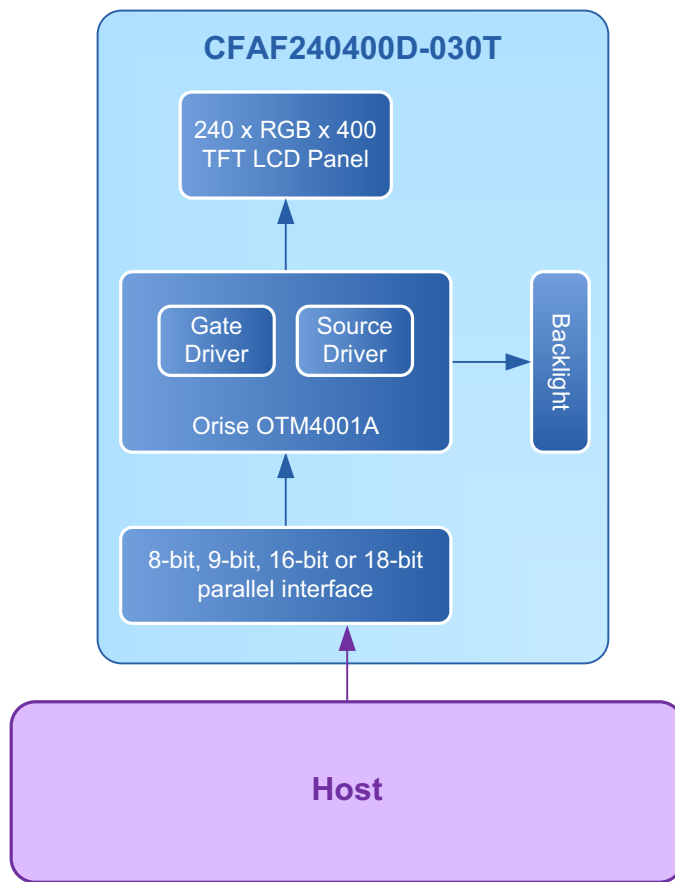 CFAF240400D-030T
240 x RGB x 400
TFT LCD Panel
Gate
Driver
Source
Driver
Orise OTM4001A
Backlight
8-bit, 9-bit, 16-bit or 18-bit
parallel interface
Host